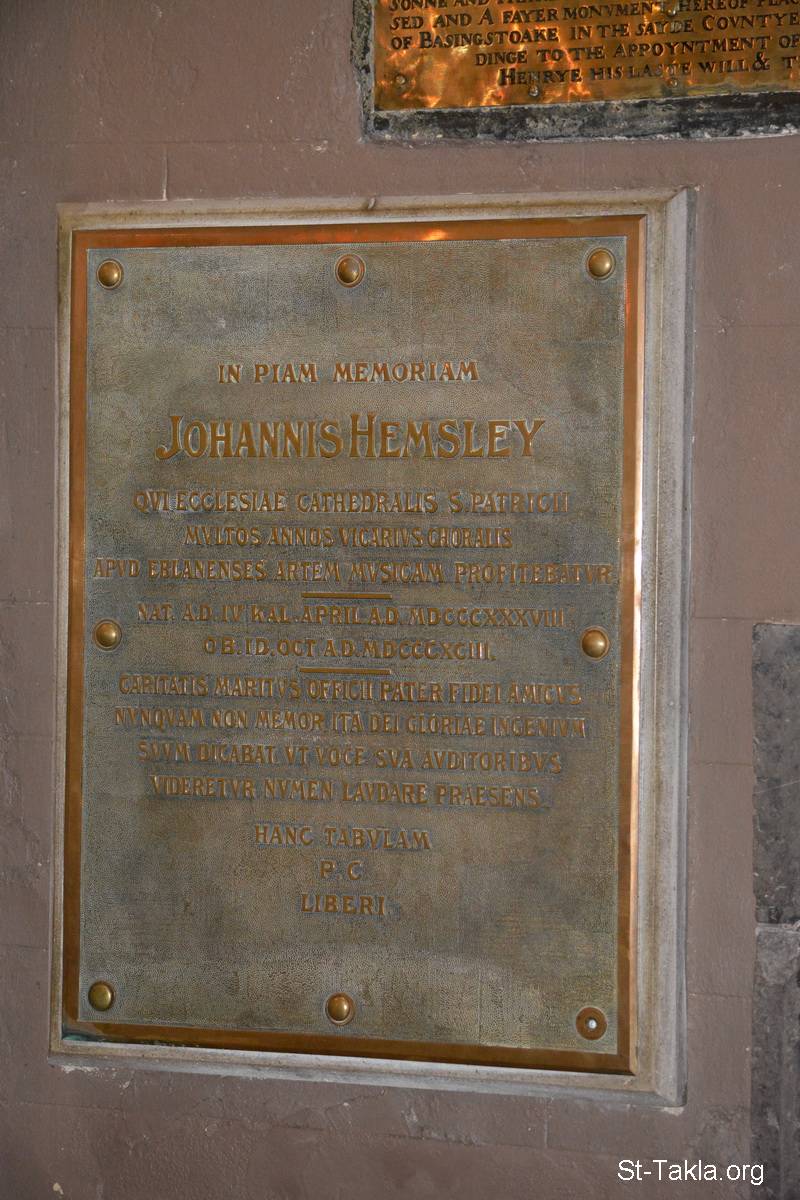 SONNE AND
SED AND A FAYER MONVMENT HEREOF PLAC
OF BASINGSTOAKE IN THE SAYDE COVNTYE
DINGE TO THE APPOYNTMENT OF
HENRYE HIS LASTE WILL & T
IN PIAM MEMORIAM
JOHANNIS HEMSLEY
QVI ECCLESIAE CATHEDRALIS S. PATRICII
MVLTOS ANNOS VICARIVS CHORALIS
APVD EBLANENSES ARTEM MVSICAM PROFITEBATVR
NAT. A.D. IV KAL. APRIL. A.D. MDCCCXXXVIII.
OB. ID. OCT A.D. MDCCCXCIII.
CARITATIS MARITVS OFFICII PATER FIDEI AMICVS
NVNQVAM NON MEMOR ITA DEI GLORIAE INGENIVM
SVVM DICABAT VT VOCE SVA AVDITORIBVS
VIDERETVR NVMEN LAVDARE PRAESENS.
HANC TABVLAM
P. C
LIBERI
St-Takla.org